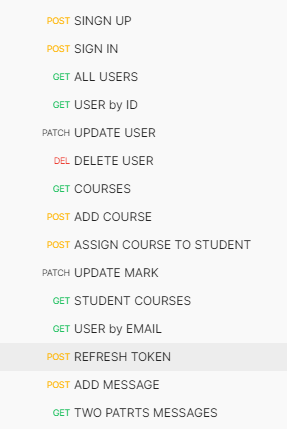 POST SINGN UP
POST SIGN IN
GET ALL USERS
GET USER by ID
PATCH UPDATE USER
DEL DELETE USER
GET COURSES
POST ADD COURSE
POST ASSIGN COURSE TO STUDENT
PATCH UPDATE MARK
GET STUDENT COURSES
GET USER by EMAIL
POST REFRESH TOKEN
POST ADD MESSAGE
GET TWO PATRTS MESSAGES